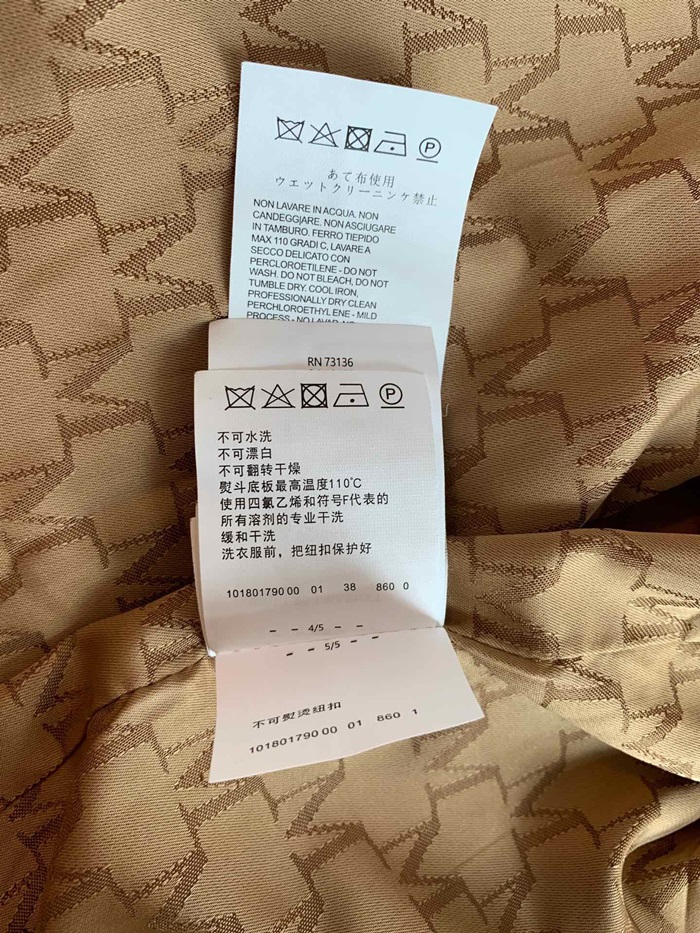 P
あて布使用
ウェットクリーニンケ禁止
NON LAVARE IN ACQUA. NON
CANDEGGIARE. NON ASCIUGARE
IN TAMBURO. FERRO TIEPIDO
MAX 110 GRADI C, LAVARE A
SECCO DELICATO CON
PERCLOROETILENE - DO NOT
WASH. DO NOT BLEACH, DO NOT
TUMBLE DRY. COOL IRON,
PROFESSIONALLY DRY CLEAN
PERCHLOROETHYLENE - MILD
PROCESS - NO LAVAR. NO
RN 73136
P
不可水洗
不可漂白
不可翻转干燥
熨斗底板最高温度110℃
使用四氯乙烯和符号F代表的
所有溶剂的专业干洗
缓和干洗
洗衣服前，把纽扣保护好
10180179000 01 38 860 0
- - 4/5 - -
- - 5/5 - -
不可熨烫纽扣
10180179000 01 860 1